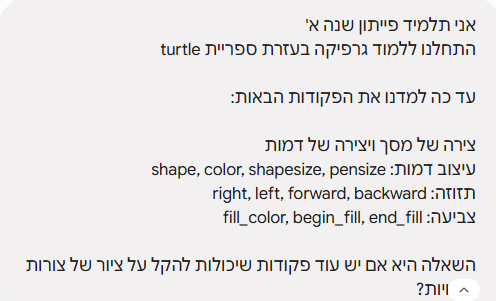 אני תלמיד פייתון שנה א'
התחלנו ללמוד גרפיקה בעזרת ספריית turtle
עד כה למדנו את הפקודות הבאות:
צירה של מסך ויצירה של דמות
עיצוב דמות: shape, color, shapesize, pensize
תזוזה: right, left, forward, backward
צביעה: fill_color, begin_fill, end_fill
השאלה היא אם יש עוד פקודות שיכולות להקל על ציור של צורות